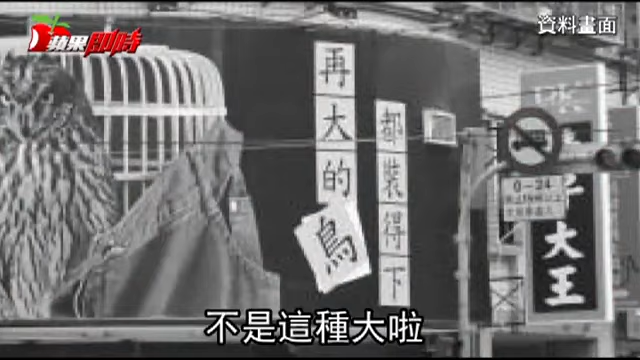 蘋果即時
資料畫面
再大的鳥
都裝得下
0-24
大王
不是這種大啦